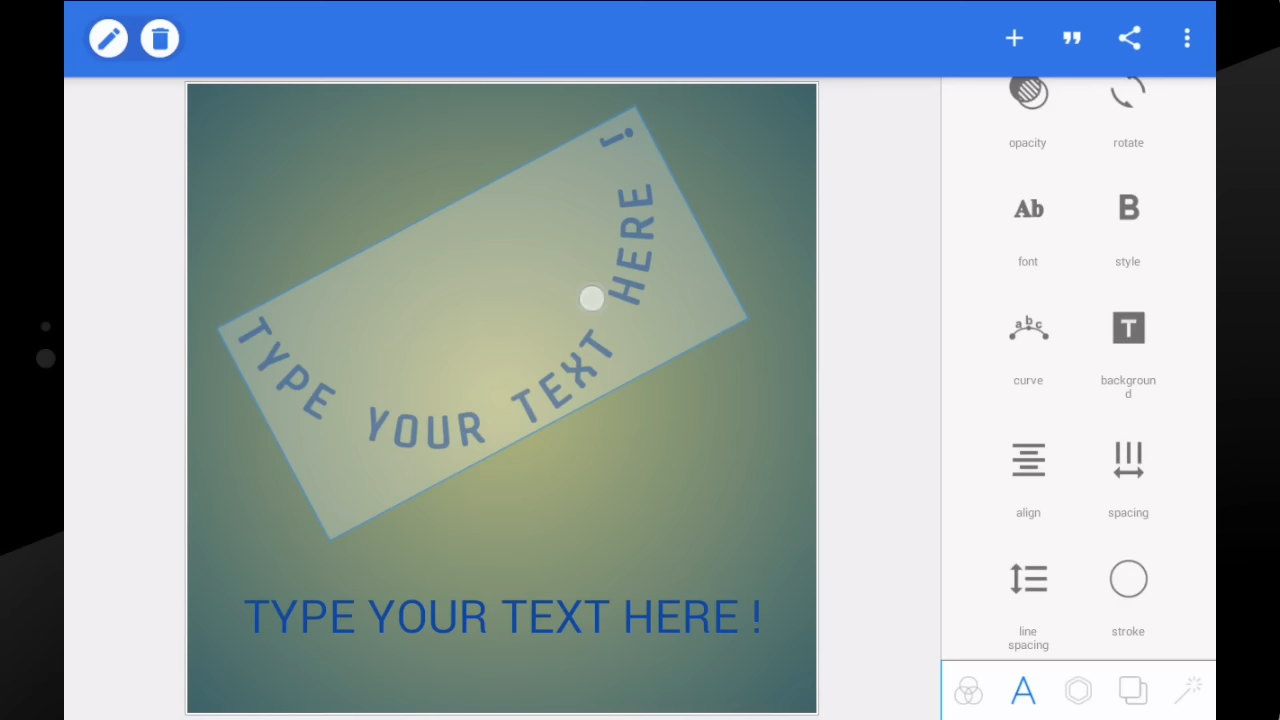 opacity
rotate
Ab
B
font
style
abc
T
curve
backgroun
d
align
spacing
line
spacing
stroke
A
TYPE YOUR TEXT HERE !
TYPE YOUR TEXT HERE !